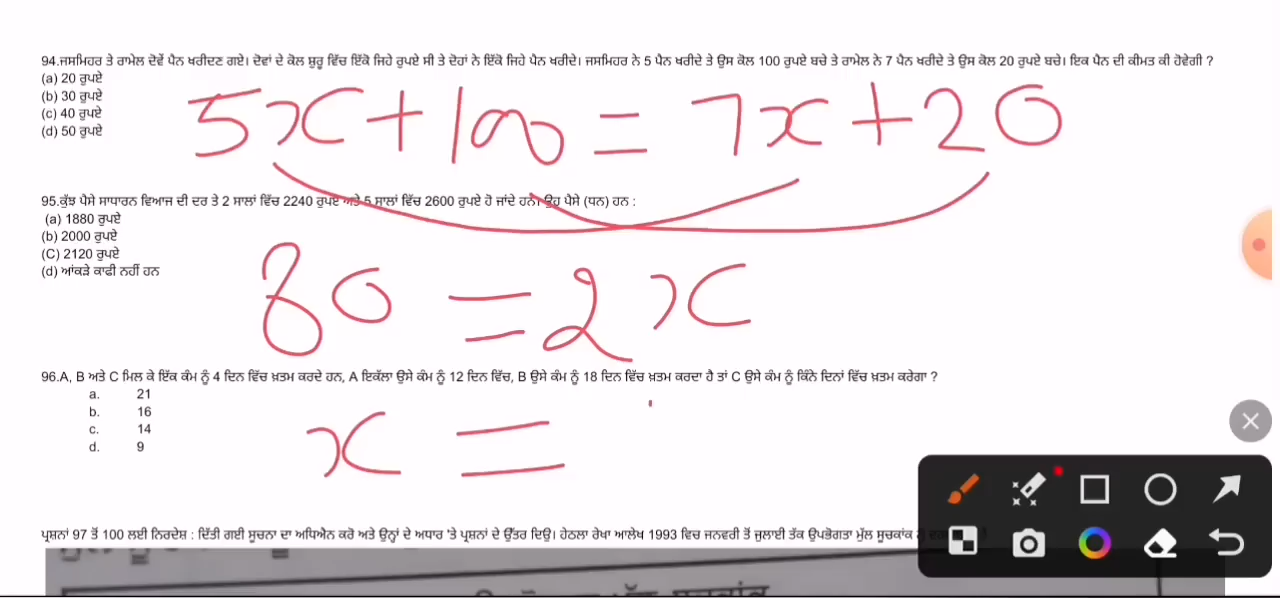 94.ਜਸਮਿਹਰ ਤੇ ਰਾਮੇਲ ਦੋਵੇਂ ਪੈਨ ਖਰੀਦਣ ਗਏ। ਦੋਵਾਂ ਦੇ ਕੋਲ ਸ਼ੁਰੂ ਵਿੱਚ ਇੱਕੋ ਜਿਹੇ ਰੁਪਏ ਸੀ ਤੇ ਦੋਹਾਂ ਨੇ ਇੱਕੋ ਜਿਹੇ ਪੈਨ ਖਰੀਦੇ। ਜਸਮਿਹਰ ਨੇ 5 ਪੈਨ ਖਰੀਦੇ ਤੇ ਉਸ ਕੋਲ 100 ਰੁਪਏ ਬਚੇ ਤੇ ਰਾਮੇਲ ਨੇ 7 ਪੈਨ ਖਰੀਦੇ ਤੇ ਉਸ ਕੋਲ 20 ਰੁਪਏ ਬਚੇ। ਇਕ ਪੈਨ ਦੀ ਕੀਮਤ ਕੀ ਹੋਵੇਗੀ ?
(a) 20 ਰੁਪਏ
(b) 30 ਰੁਪਏ
(c) 40 ਰੁਪਏ
(d) 50 ਰੁਪਏ
5x + 100 = 7x + 20
95.ਕੁੱਝ ਪੈਸੇ ਸਾਧਾਰਨ ਵਿਆਜ ਦੀ ਦਰ ਤੇ 2 ਸਾਲਾਂ ਵਿੱਚ 2240 ਰੁਪਏ ਅਤੇ 5 ਸਾਲਾਂ ਵਿੱਚ 2600 ਰੁਪਏ ਹੋ ਜਾਂਦੇ ਹਨ। ਉਹ ਪੈਸੇ (ਧਨ) ਹਨ :
(a) 1880 ਰੁਪਏ
(b) 2000 ਰੁਪਏ
(C) 2120 ਰੁਪਏ
(d) ਆਂਕੜੇ ਕਾਫੀ ਨਹੀਂ ਹਨ
80 = 2x
96.A, B ਅਤੇ C ਮਿਲ ਕੇ ਇੱਕ ਕੰਮ ਨੂੰ 4 ਦਿਨ ਵਿੱਚ ਖ਼ਤਮ ਕਰਦੇ ਹਨ, A ਇਕੱਲਾ ਉਸੇ ਕੰਮ ਨੂੰ 12 ਦਿਨ ਵਿੱਚ, B ਉਸੇ ਕੰਮ ਨੂੰ 18 ਦਿਨ ਵਿੱਚ ਖ਼ਤਮ ਕਰਦਾ ਹੈ ਤਾਂ C ਉਸੇ ਕੰਮ ਨੂੰ ਕਿੰਨੇ ਦਿਨਾਂ ਵਿੱਚ ਖ਼ਤਮ ਕਰੇਗਾ ?
a. 21
b. 16
c. 14
d. 9
x =
ਪ੍ਰਸ਼ਨਾਂ 97 ਤੋਂ 100 ਲਈ ਨਿਰਦੇਸ਼ : ਦਿੱਤੀ ਗਈ ਸੂਚਨਾ ਦਾ ਅਧਿਐਨ ਕਰੋ ਅਤੇ ਉਨ੍ਹਾਂ ਦੇ ਅਧਾਰ 'ਤੇ ਪ੍ਰਸ਼ਨਾਂ ਦੇ ਉੱਤਰ ਦਿਉ। ਹੇਠਲਾ ਰੇਖਾ ਆਲੇਖ 1993 ਵਿਚ ਜਨਵਰੀ ਤੋਂ ਜੁਲਾਈ ਤੱਕ ਉਪਭੋਗਤਾ ਮੁੱਲ ਸੂਚਕਾਂਕ